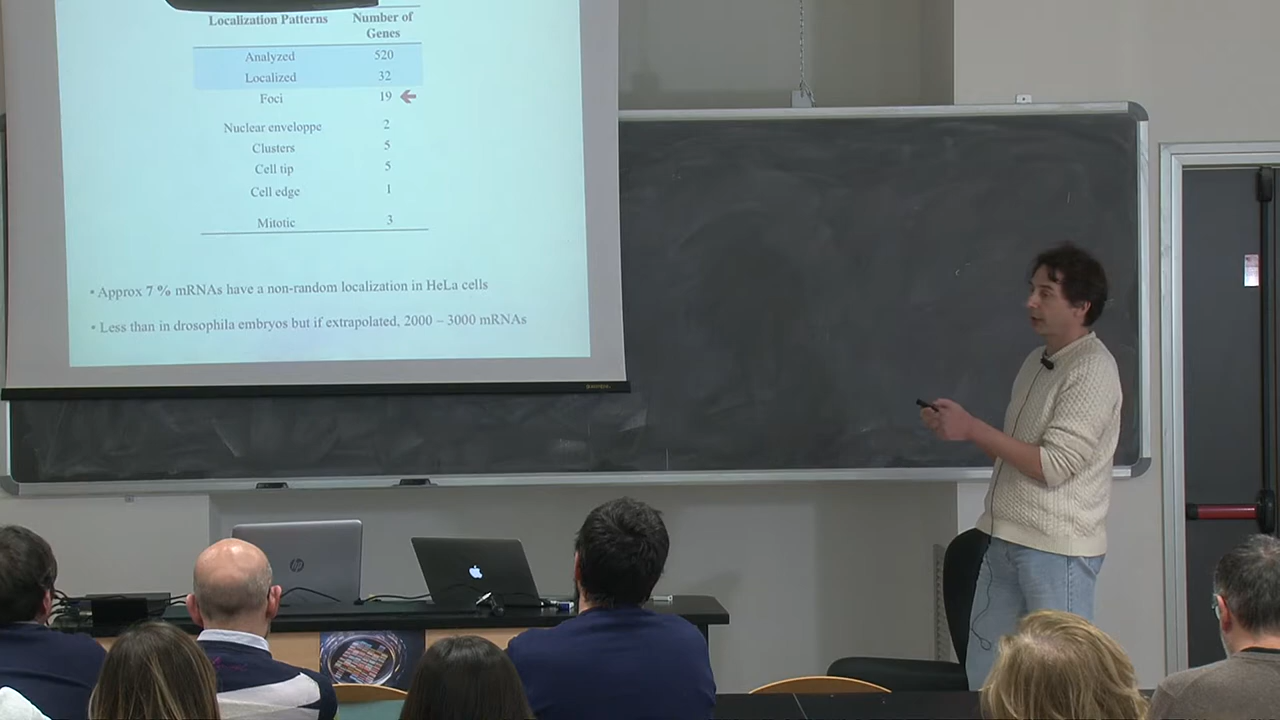 Localization Patterns Number of
Genes
Analyzed 520
Localized 32
Foci 19
Nuclear enveloppe 2
Clusters 5
Cell tip 5
Cell edge 1
Mitotic 3
• Approx 7 % mRNAs have a non-random localization in HeLa cells
• Less than in drosophila embryos but if extrapolated, 2000 – 3000 mRNAs
hp